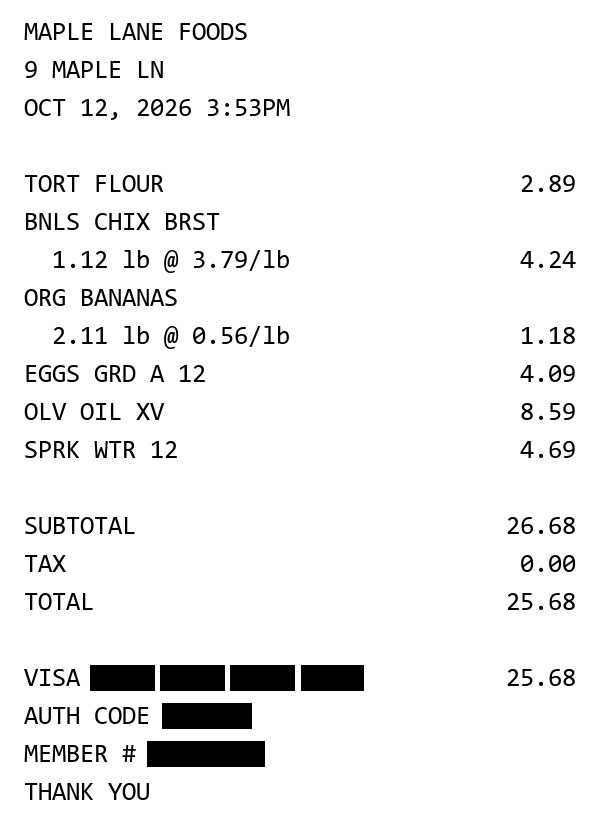 MAPLE LANE FOODS
9 MAPLE LN
OCT 12, 2026 3:53PM
TORT FLOUR 2.89
BNLS CHIX BRST
1.12 lb @ 3.79/lb 4.24
ORG BANANAS
2.11 lb @ 0.56/lb 1.18
EGGS GRD A 12 4.09
OLV OIL XV 8.59
SPRK WTR 12 4.69
SUBTOTAL 26.68
TAX 0.00
TOTAL 25.68
VISA 25.68
AUTH CODE
MEMBER #
THANK YOU